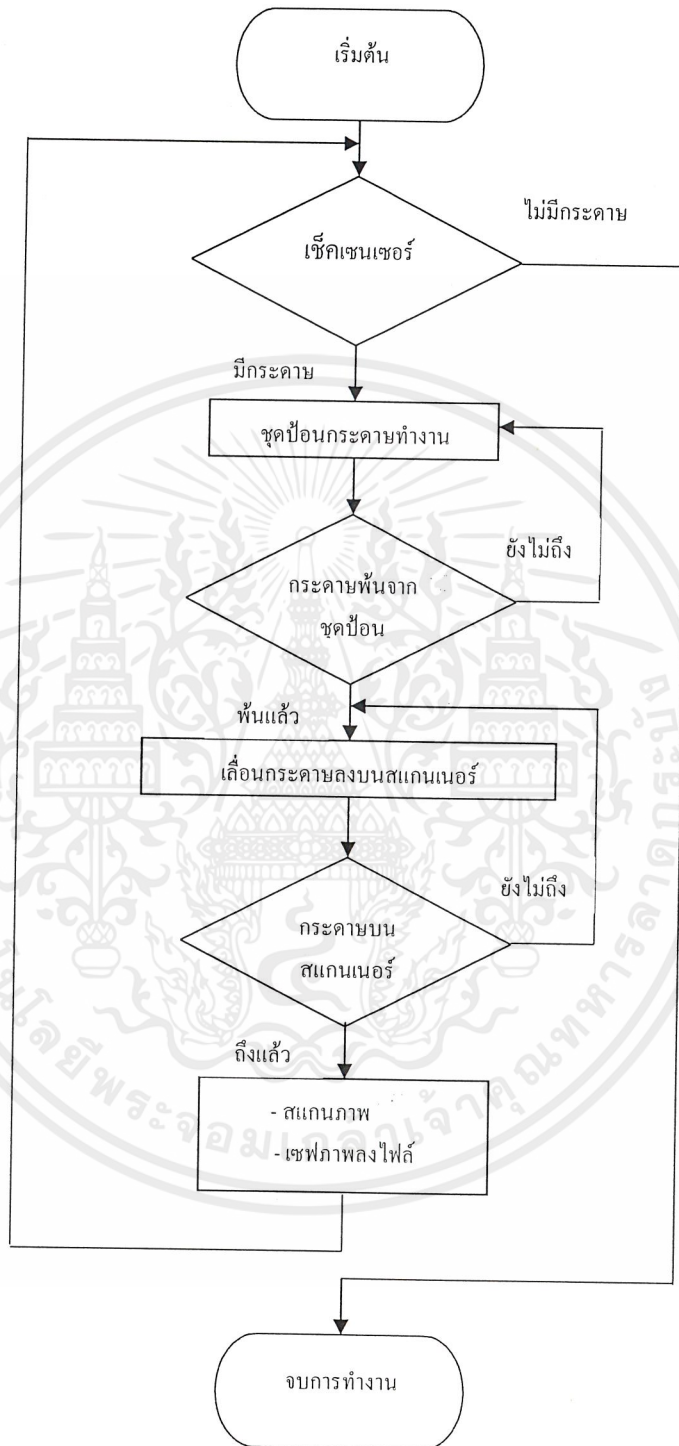 เริ่มต้น
ไม่มีกระดาษ
เช็คเซนเซอร์
มีกระดาษ
ชุดป้อนกระดาษทำงาน
ยังไม่ถึง
กระดาษพ้นจาก
ชุดป้อน
พ้นแล้ว
เลื่อนกระดาษลงบนสแกนเนอร์
ยังไม่ถึง
กระดาษบน
สแกนเนอร์
ถึงแล้ว
- สแกนภาพ
- เซฟภาพลงไฟล์
จบการทำงาน